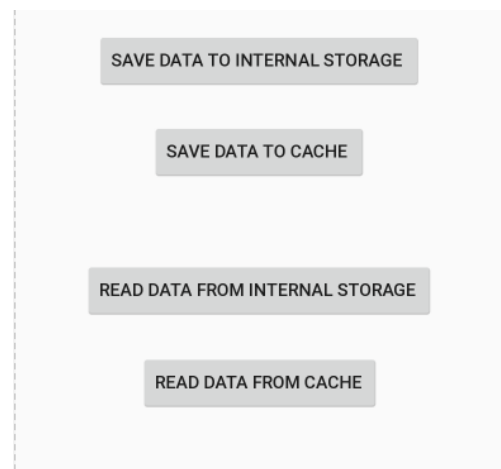 SAVE DATA TO INTERNAL STORAGE
SAVE DATA TO CACHE
READ DATA FROM INTERNAL STORAGE
READ DATA FROM CACHE